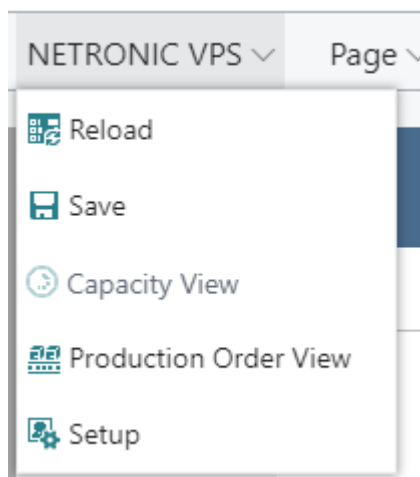 NETRONIC VPS Page
Reload
Save
Capacity View
Production Order View
Setup